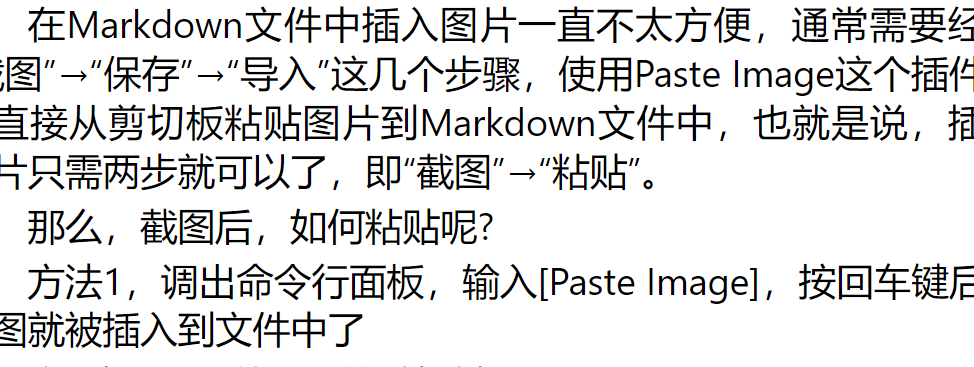 在Markdown文件中插入图片一直不太方便，通常需要经
图”→“保存”→“导入”这几个步骤，使用Paste Image这个插件
直接从剪切板粘贴图片到Markdown文件中，也就是说，插
片只需两步就可以了，即“截图”→“粘贴”。
那么，截图后，如何粘贴呢?
方法1，调出命令行面板，输入[Paste Image]，按回车键后
图就被插入到文件中了